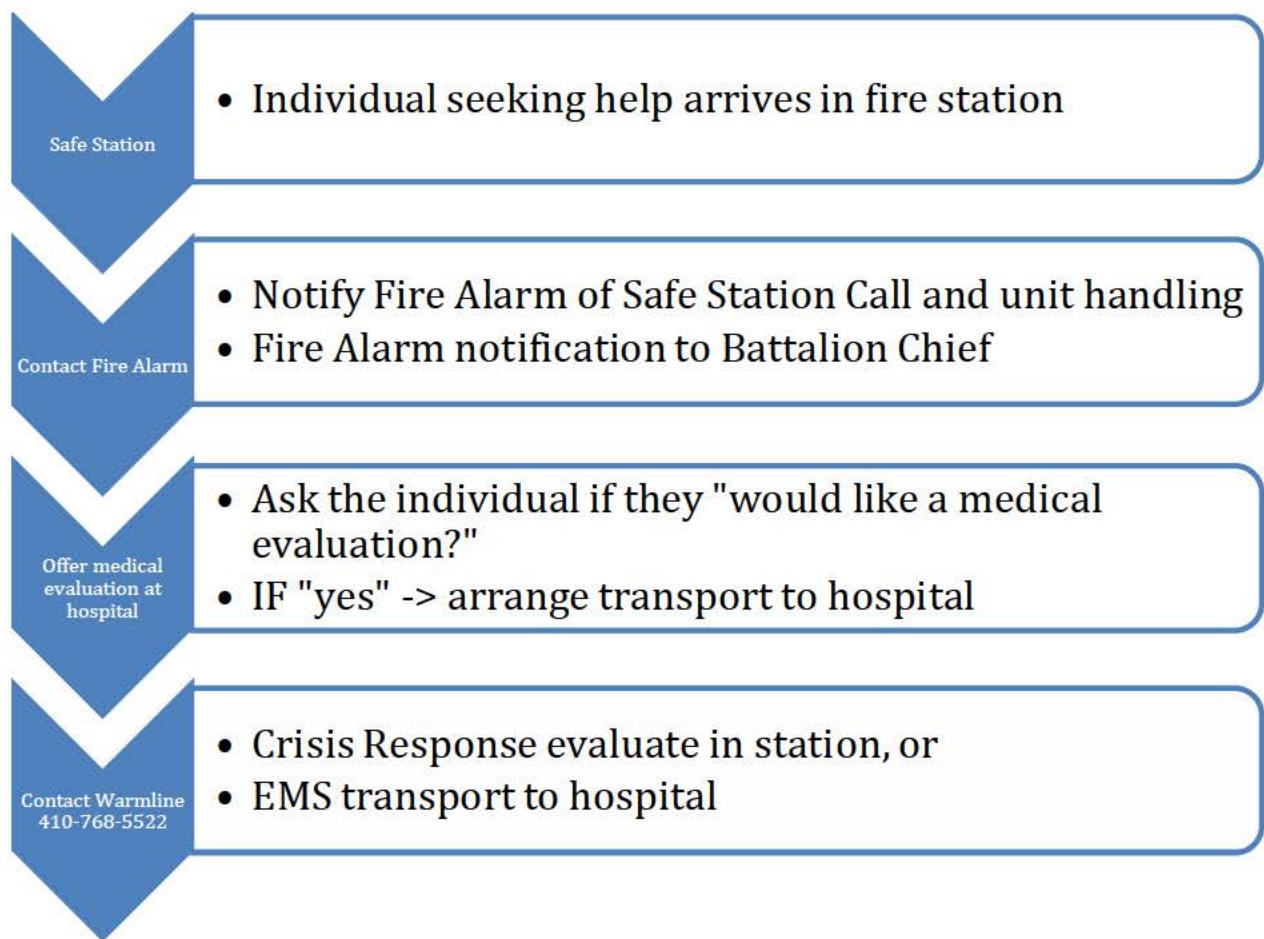 Safe Station
• Individual seeking help arrives in fire station
Contact Fire Alarm
• Notify Fire Alarm of Safe Station Call and unit handling
• Fire Alarm notification to Battalion Chief
Offer medical
evaluation at
hospital
• Ask the individual if they "would like a medical
evaluation?"
• IF "yes" -> arrange transport to hospital
Contact Warmline
410-768-5522
• Crisis Response evaluate in station, or
• EMS transport to hospital